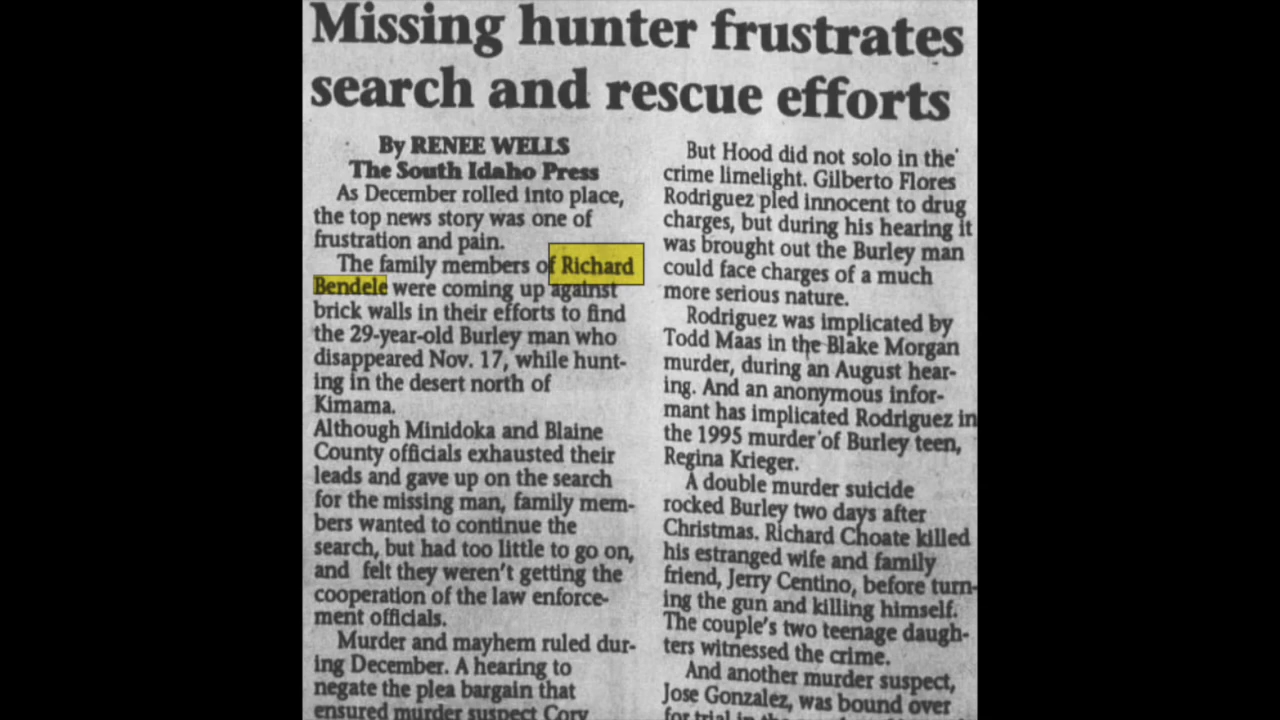 Missing hunter frustrates
search and rescue efforts
By RENEE WELLS
The South Idaho Press
As December rolled into place,
the top news story was one of
frustration and pain.
The family members of Richard
Bendele were coming up against
brick walls in their efforts to find
the 29-year-old Burley man who
disappeared Nov. 17, while hunt-
ing in the desert north of
Kimama.
Although Minidoka and Blaine
County officials exhausted their
leads and gave up on the search
for the missing man, family mem-
bers wanted to continue the
search, but had too little to go on,
and felt they weren't getting the
cooperation of the law enforce-
ment officials.
Murder and mayhem ruled dur-
ing December. A hearing to
negate the plea bargain that
ensured murder suspect Cory
But Hood did not solo in the
crime limelight. Gilberto Flores
Rodriguez pled innocent to drug
charges, but during his hearing it
was brought out the Burley man
could face charges of a much
more serious nature.
Rodriguez was implicated by
Todd Maas in the Blake Morgan
murder, during an August hear-
ing. And an anonymous infor-
mant has implicated Rodriguez in
the 1995 murder of Burley teen,
Regina Krieger.
A double murder suicide
rocked Burley two days after
Christmas. Richard Choate killed
his estranged wife and family
friend, Jerry Centino, before turn-
ing the gun and killing himself.
The couple's two teenage daugh-
ters witnessed the crime.
And another murder suspect,
Jose Gonzalez, was bound over
for trial in the